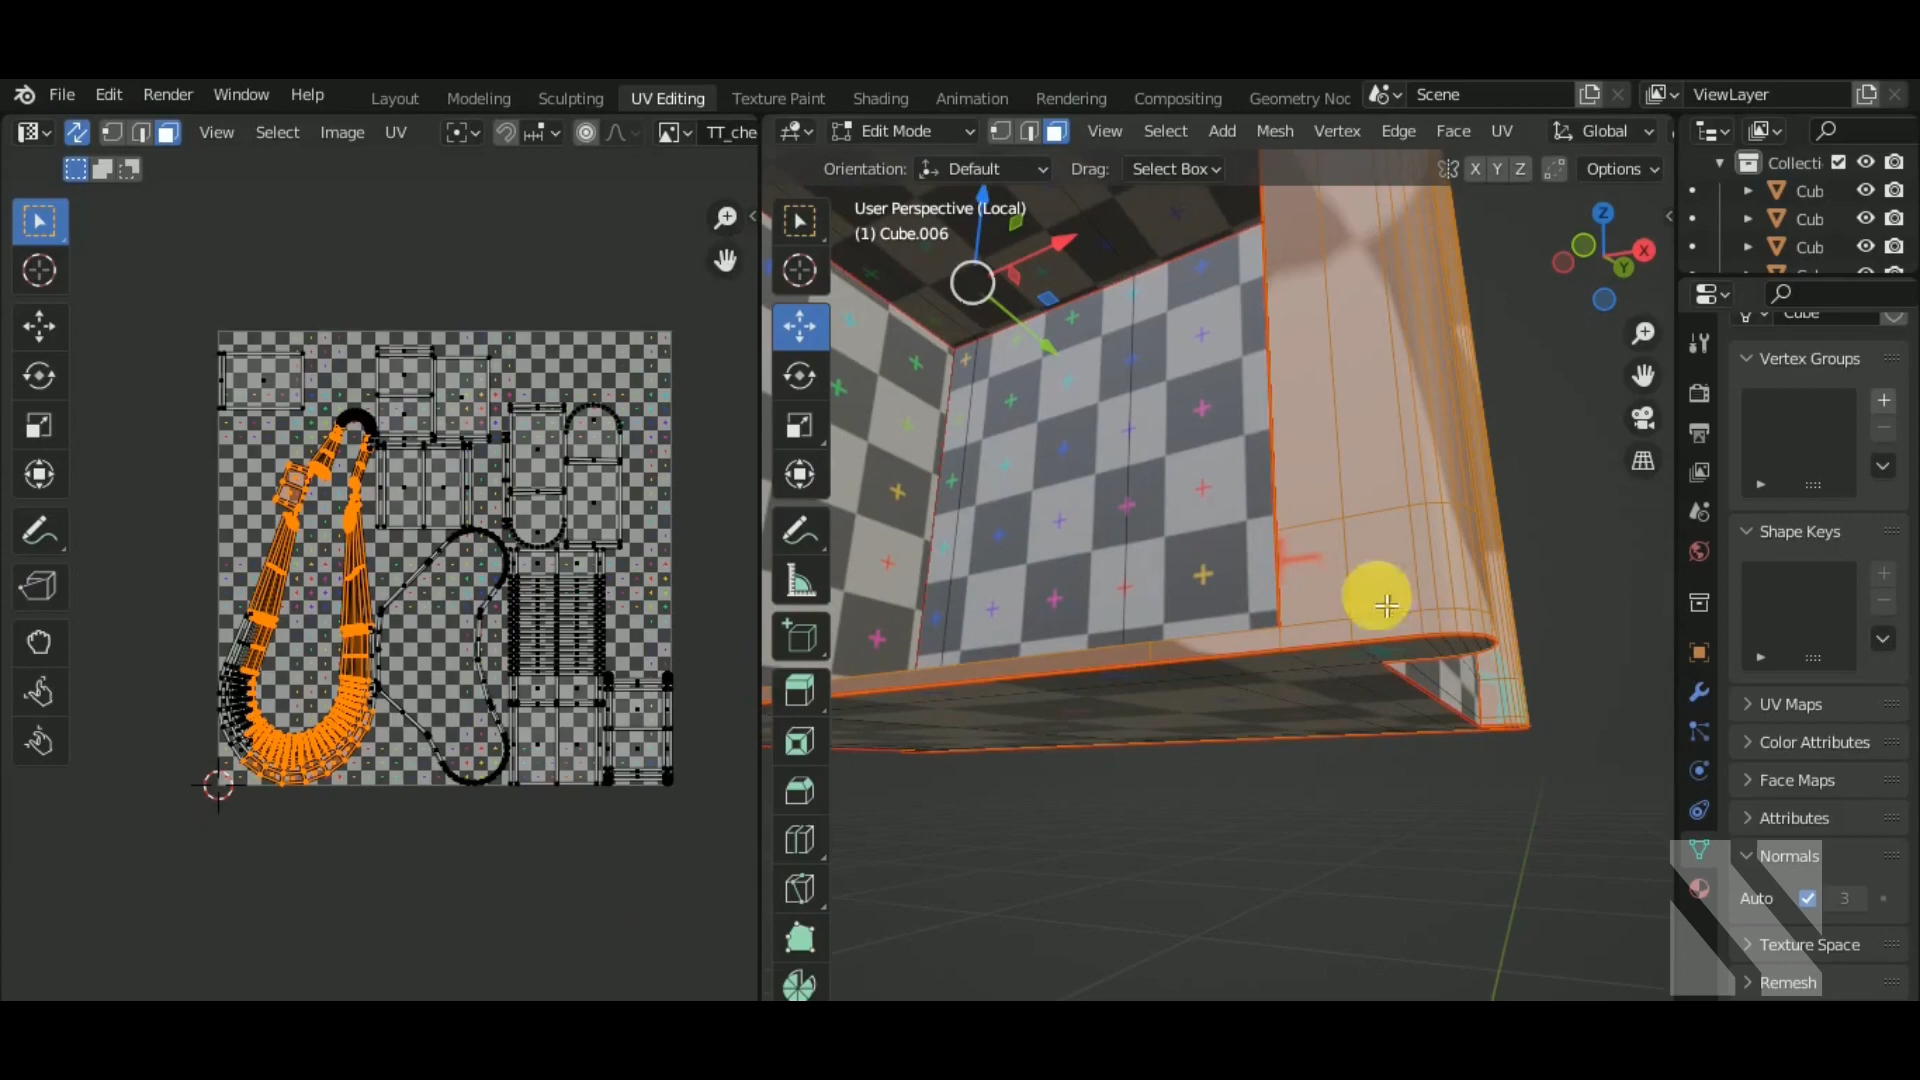 File Edit Render Window Help Layout Modeling Sculpting UV Editing Texture Paint Shading Animation Rendering Compositing Geometry Noc Scene ViewLayer
View Select Image UV TT_che Edit Mode View Select Add Mesh Vertex Edge Face UV Global
Orientation: Default Drag: Select Box X Y Z Options
Collecti
Cub
Cub
Cub
User Perspective (Local)
(1) Cube.006
Z
X
Y
Cube
Vertex Groups
Shape Keys
UV Maps
Color Attributes
Face Maps
Attributes
Normals
Auto 3
Texture Space
Remesh